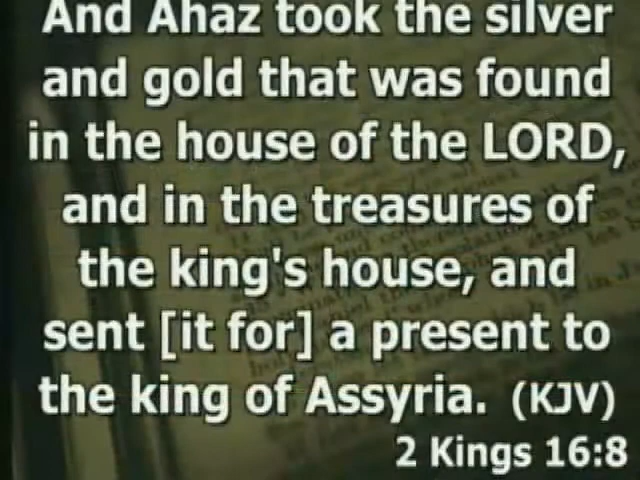 And Ahaz took the silver
and gold that was found
in the house of the LORD,
and in the treasures of
the king's house, and
sent [it for] a present to
the king of Assyria. (KJV)
2 Kings 16:8